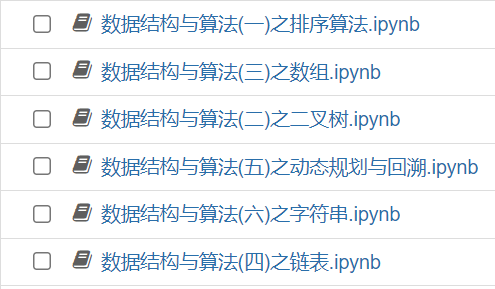 数据结构与算法(一)之排序算法.ipynb
数据结构与算法(三)之数组.ipynb
数据结构与算法(二)之二叉树.ipynb
数据结构与算法(五)之动态规划与回溯.ipynb
数据结构与算法(六)之字符串.ipynb
数据结构与算法(四)之链表.ipynb